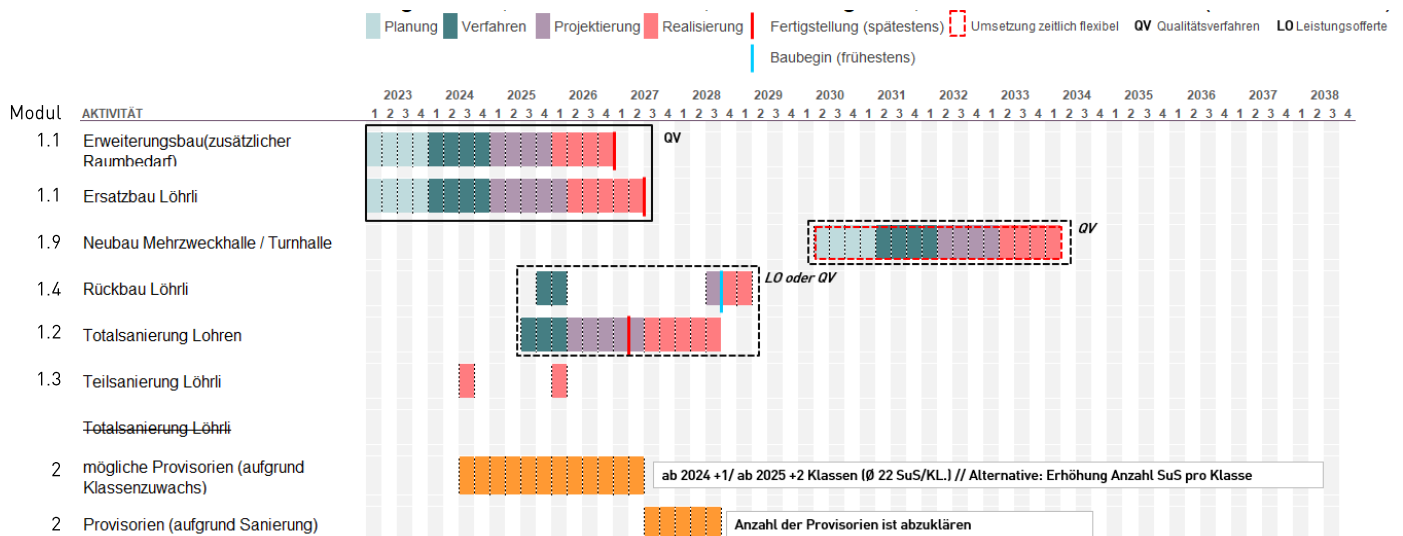 Planung Verfahren Projektierung Realisierung Fertigstellung (spätestens) Umsetzung zeitlich flexibel QV Qualitätsverfahren LO Leistungsofferte
Baubegin (frühestens)
2023 2024 2025 2026 2027 2028 2029 2030 2031 2032 2033 2034 2035 2036 2037 2038
Modul AKTIVITÄT 1 2 3 4 1 2 3 4 1 2 3 4 1 2 3 4 1 2 3 4 1 2 3 4 1 2 3 4 1 2 3 4 1 2 3 4 1 2 3 4 1 2 3 4 1 2 3 4 1 2 3 4 1 2 3 4 1 2 3 4 1 2 3 4
1.1 Erweiterungsbau(zusätzlicher QV
Raumbedarf)
1.1 Ersatzbau Löhrli
1.9 Neubau Mehrzweckhalle / Turnhalle QV
1.4 Rückbau Löhrli LO oder QV
1.2 Totalsanierung Lohren
1.3 Teilsanierung Löhrli
Totalsanierung Löhrli
2 mögliche Provisorien (aufgrund ab 2024 +1/ ab 2025 +2 Klassen (Ø 22 SuS/KL.) // Alternative: Erhöhung Anzahl SuS pro Klasse
Klassenzuwachs)
2 Provisorien (aufgrund Sanierung) Anzahl der Provisorien ist abzuklären